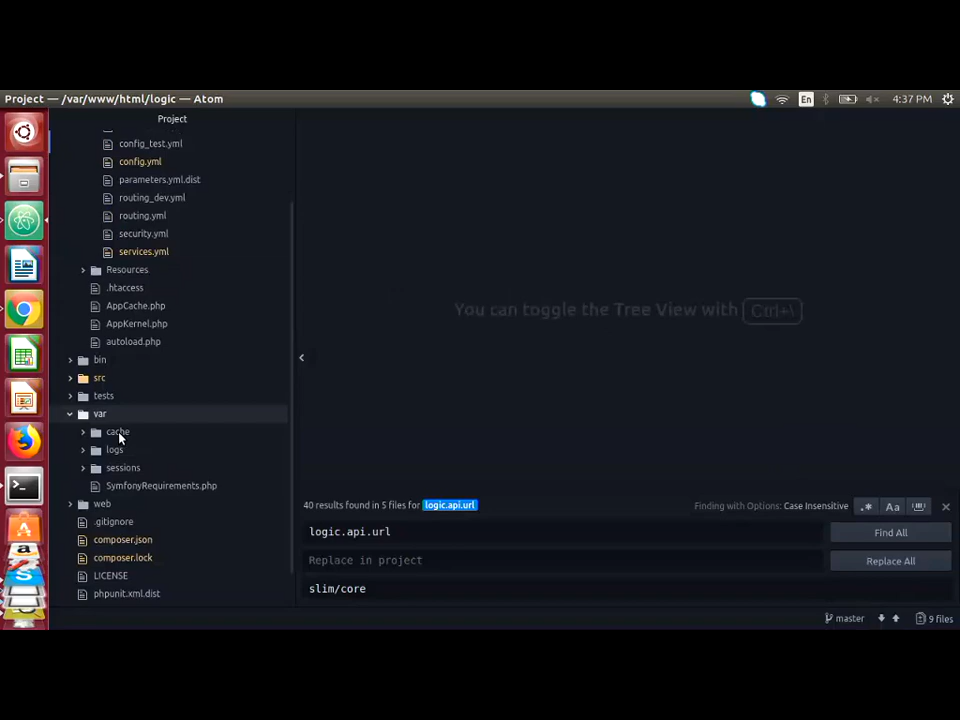 Project — /var/www/html/logic — Atom
En
4:37 PM
Project
config_test.yml
config.yml
parameters.yml.dist
routing_dev.yml
routing.yml
security.yml
services.yml
Resources
.htaccess
AppCache.php
AppKernel.php
autoload.php
bin
src
tests
var
cache
logs
sessions
SymfonyRequirements.php
web
.gitignore
composer.json
composer.lock
LICENSE
phpunit.xml.dist
You can toggle the Tree View with Ctrl+\
40 results found in 5 files for logic.api.url
Finding with Options: Case Insensitive
.*
Aa
logic.api.url
Find All
Replace in project
Replace All
slim/core
master
9 files